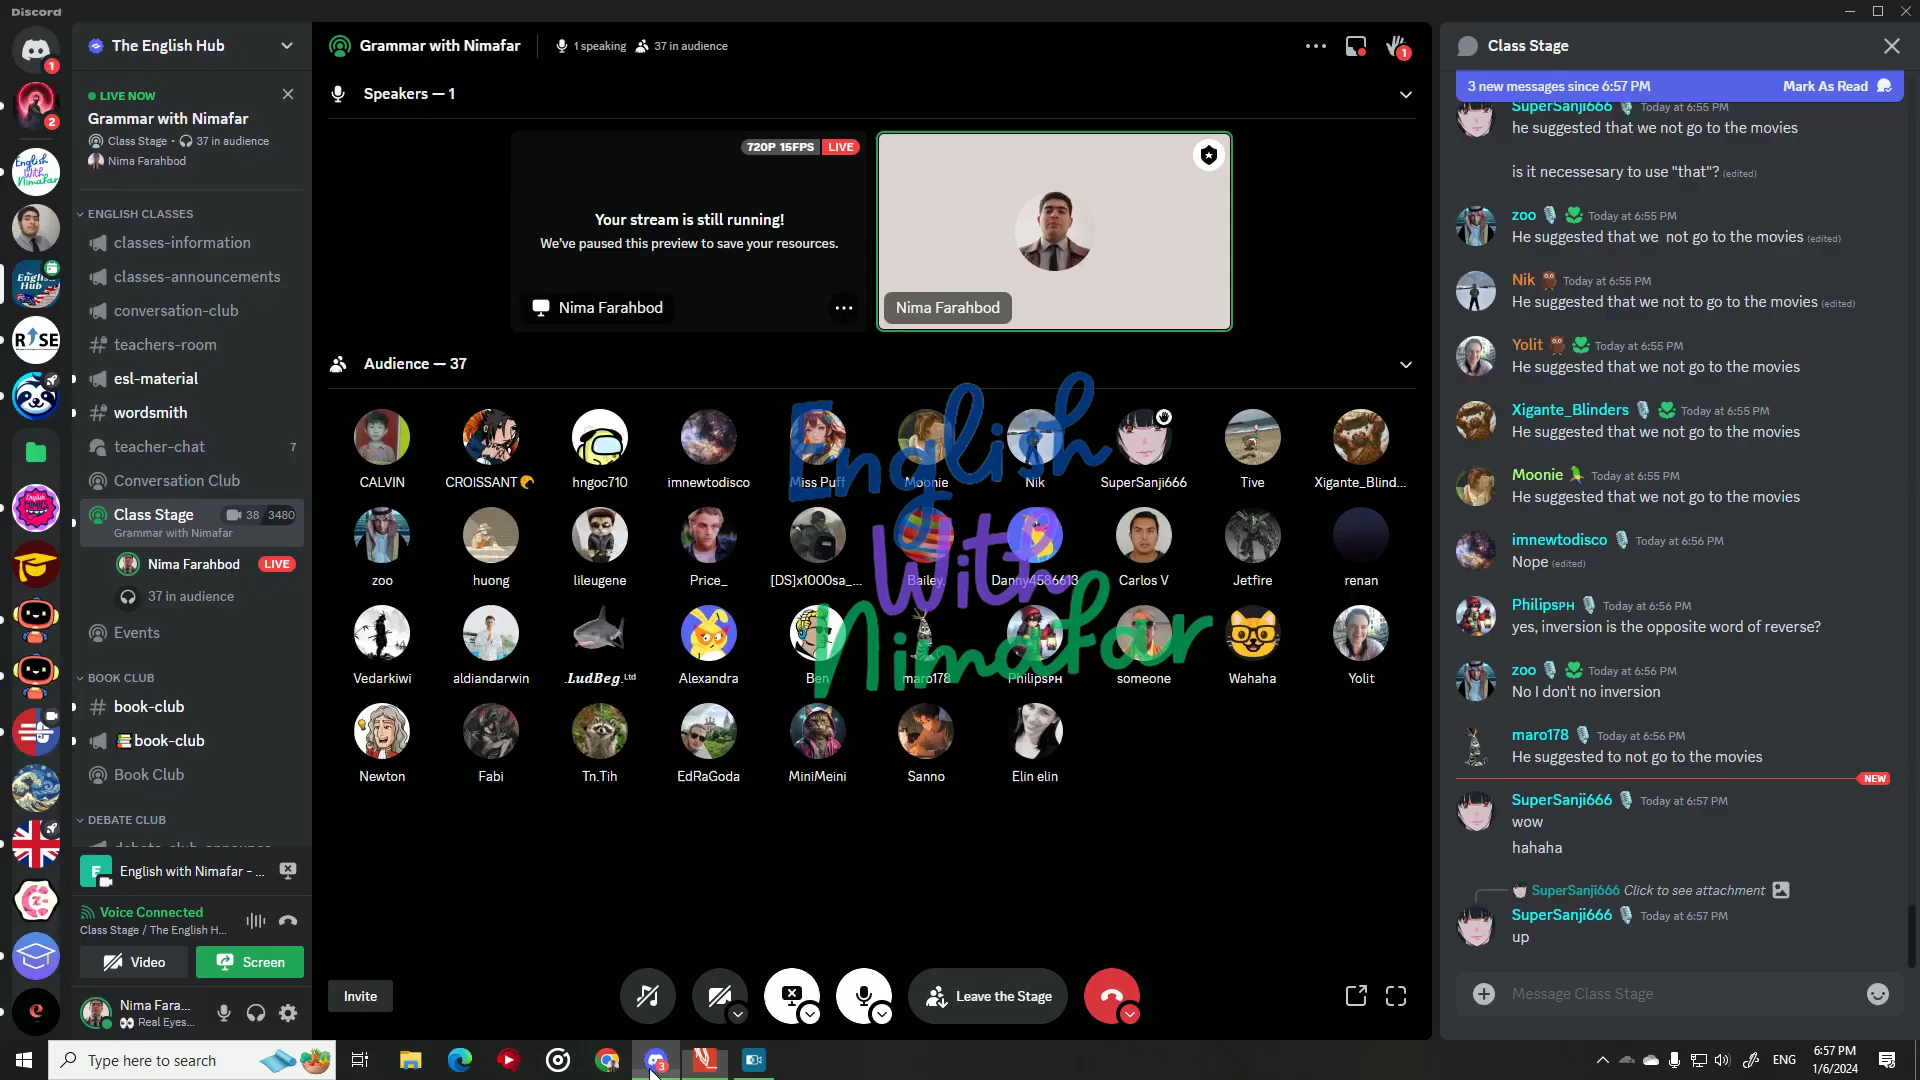 Discord
The English Hub
LIVE NOW
Grammar with Nimafar
Class Stage • 37 in audience
Nima Farahbod
ENGLISH CLASSES
classes-information
classes-announcements
conversation-club
teachers-room
esl-material
wordsmith
teacher-chat 7
Conversation Club
Class Stage 38 3480
Grammar with Nimafar
Nima Farahbod LIVE
37 in audience
Events
BOOK CLUB
book-club
book-club
Book Club
DEBATE CLUB
English with Nimafar - ...
Voice Connected
Class Stage / The English H...
Video Screen
Nima Fara...
Real Eyes...
Grammar with Nimafar 1 speaking 37 in audience
1
Speakers — 1
720P 15FPS LIVE
Your stream is still running!
We've paused this preview to save your resources.
Nima Farahbod
Nima Farahbod
Audience — 37
CALVIN CROISSANT hngoc710 imnewtodisco Miss Puff Moonie Nik SuperSanji666 Tive Xigante_Blind...
zoo huong lileugene Price_ [DS]x1000sa_... Bailey. Danny4586613 Carlos V Jetfire renan
Vedarkiwi aldiandarwin .LudBeg.Ltd Alexandra Ben maro178 PhilipsPH someone Wahaha Yolit
Newton Fabi Tn.Tıh EdRaGoda MiniMeini Sanno Elin elin
English
With
Nimafar
Invite
Leave the Stage
Class Stage
3 new messages since 6:57 PM Mark As Read
SuperSanji666 Today at 6:55 PM
he suggested that we not go to the movies
is it necessesary to use "that"? (edited)
zoo Today at 6:55 PM
He suggested that we not go to the movies (edited)
Nik Today at 6:55 PM
He suggested that we not to go to the movies (edited)
Yolit Today at 6:55 PM
He suggested that we not go to the movies
Xigante_Blinders Today at 6:55 PM
He suggested that we not go to the movies
Moonie Today at 6:55 PM
He suggested that we not go to the movies
imnewtodisco Today at 6:56 PM
Nope (edited)
PhilipsPH Today at 6:56 PM
yes, inversion is the opposite word of reverse?
zoo Today at 6:56 PM
No I don't no inversion
maro178 Today at 6:56 PM
He suggested to not go to the movies
NEW
SuperSanji666 Today at 6:57 PM
wow
hahaha
SuperSanji666 Click to see attachment
SuperSanji666 Today at 6:57 PM
up
Message Class Stage
1
2
English With Nimafar
English Hub
RISE
Type here to search
3
ENG
6:57 PM
1/6/2024